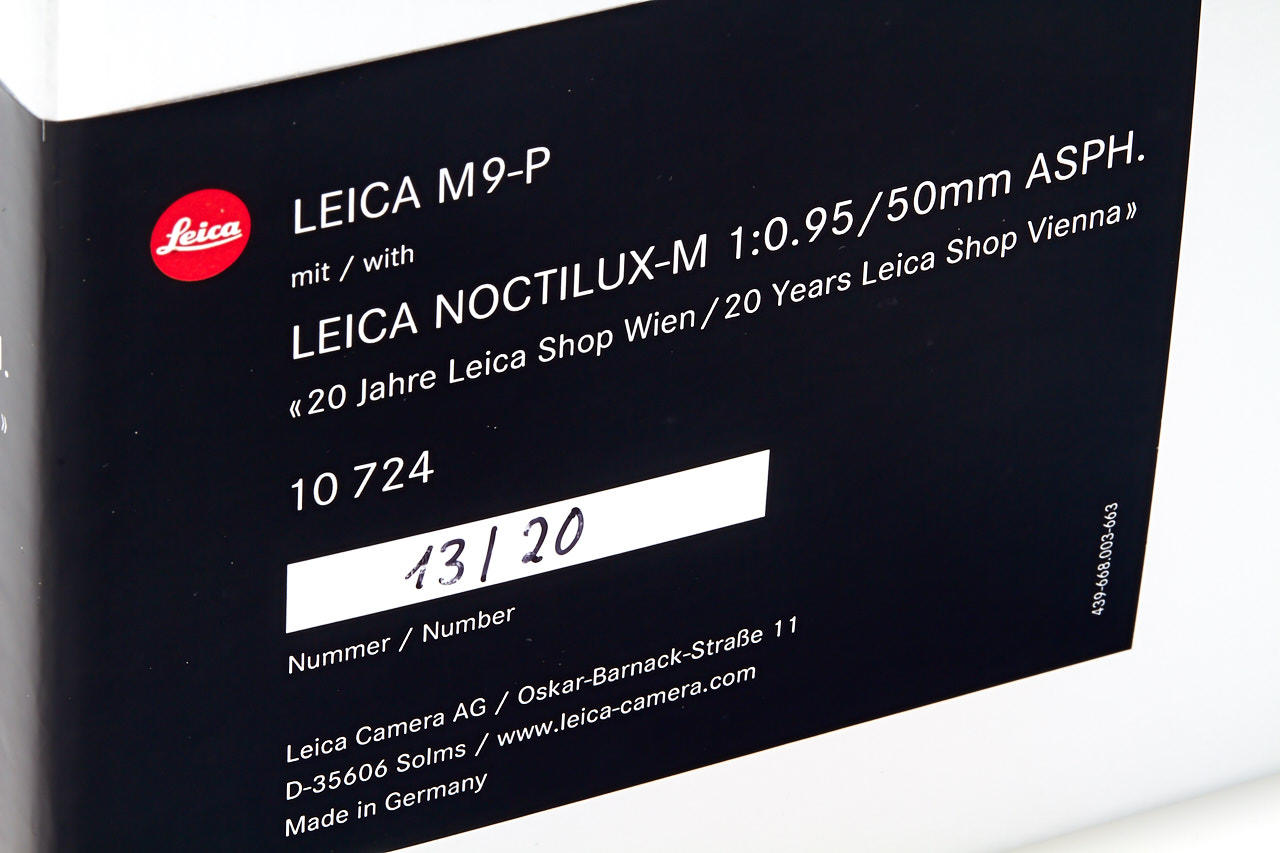 Leica
LEICA M9-P
mit / with
LEICA NOCTILUX-M 1:0.95/50mm ASPH.
«20 Jahre Leica Shop Wien/20 Years Leica Shop Vienna»
10 724
13/20
Nummer / Number
Leica Camera AG / Oskar-Barnack-Straße 11
D-35606 Solms / www.leica-camera.com
Made in Germany
439-668.003-663